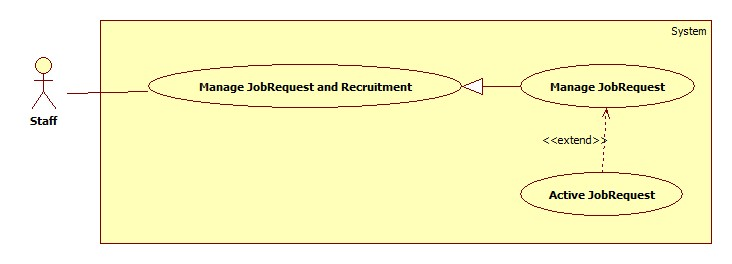 System
Manage JobRequest and Recruitment
Manage JobRequest
Staff
<<extend>>
Active JobRequest